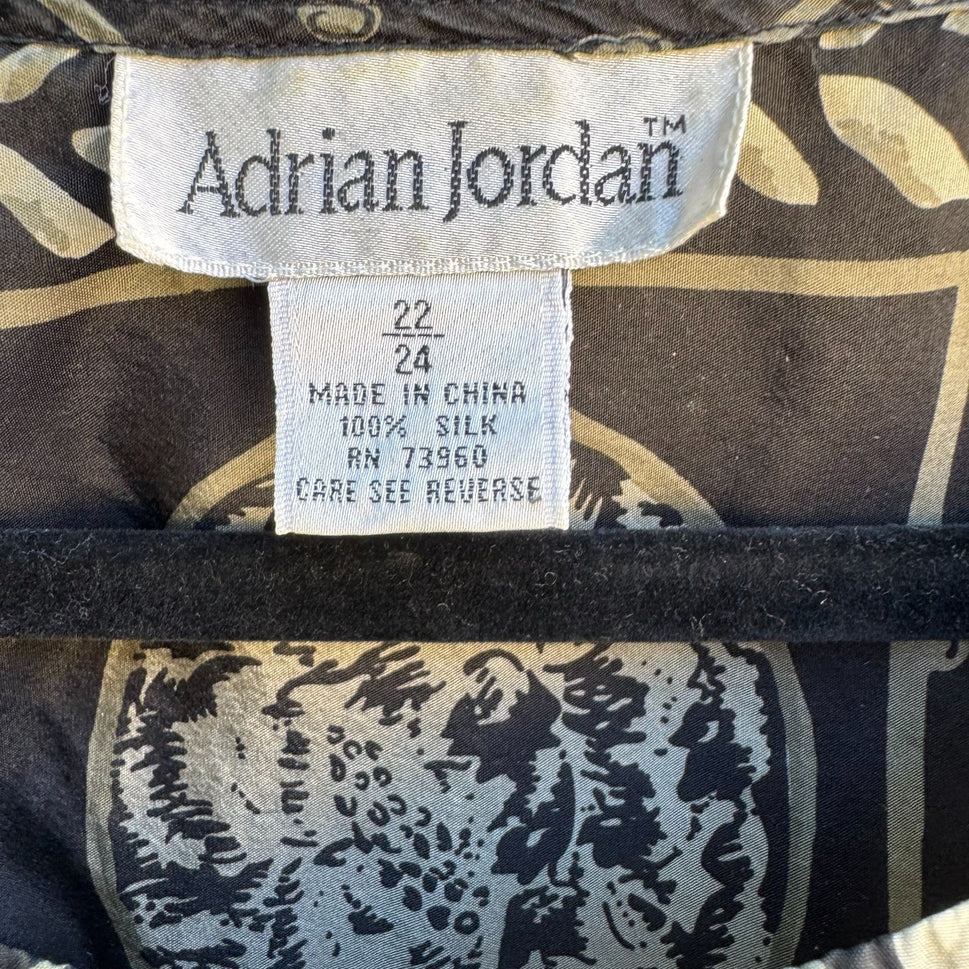 Adrian Jordan™
22
24
MADE IN CHINA
100% SILK
RN 73960
CARE SEE REVERSE